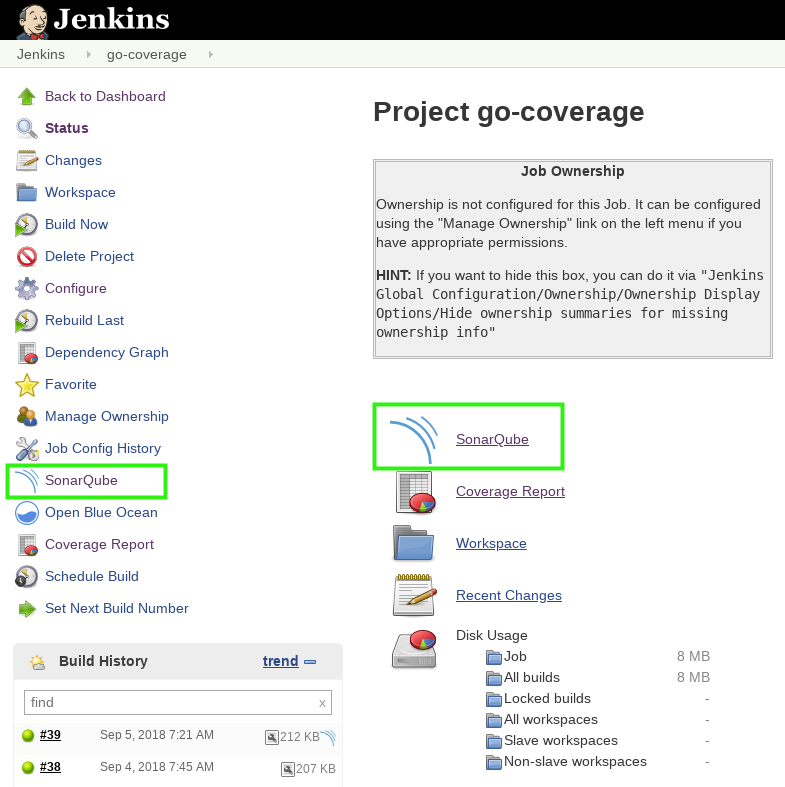 Jenkins
Jenkins go-coverage
Back to Dashboard
Status
Changes
Workspace
Build Now
Delete Project
Configure
Rebuild Last
Dependency Graph
Favorite
Manage Ownership
Job Config History
SonarQube
Open Blue Ocean
Coverage Report
Schedule Build
Set Next Build Number
Build History trend
find x
#39 Sep 5, 2018 7:21 AM 212 KB
#38 Sep 4, 2018 7:45 AM 207 KB
Project go-coverage
Job Ownership
Ownership is not configured for this Job. It can be configured
using the "Manage Ownership" link on the left menu if you
have appropriate permissions.
HINT: If you want to hide this box, you can do it via "Jenkins
Global Configuration/Ownership/Ownership Display
Options/Hide ownership summaries for missing
ownership info"
SonarQube
Coverage Report
Workspace
Recent Changes
Disk Usage
Job 8 MB
All builds 8 MB
Locked builds -
All workspaces -
Slave workspaces -
Non-slave workspaces -